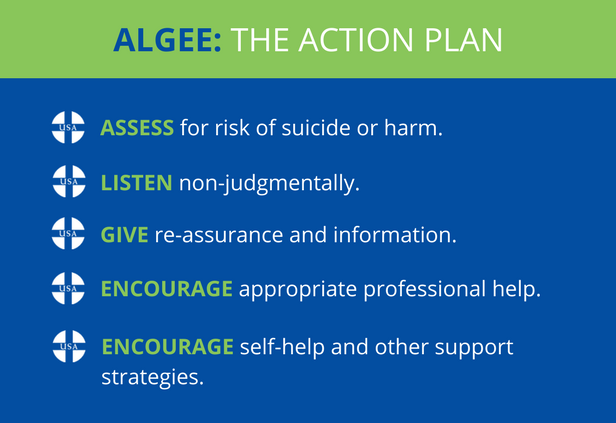 ALGEE: THE ACTION PLAN
USA ASSESS for risk of suicide or harm.
USA LISTEN non-judgmentally.
USA GIVE re-assurance and information.
USA ENCOURAGE appropriate professional help.
USA ENCOURAGE self-help and other support
strategies.